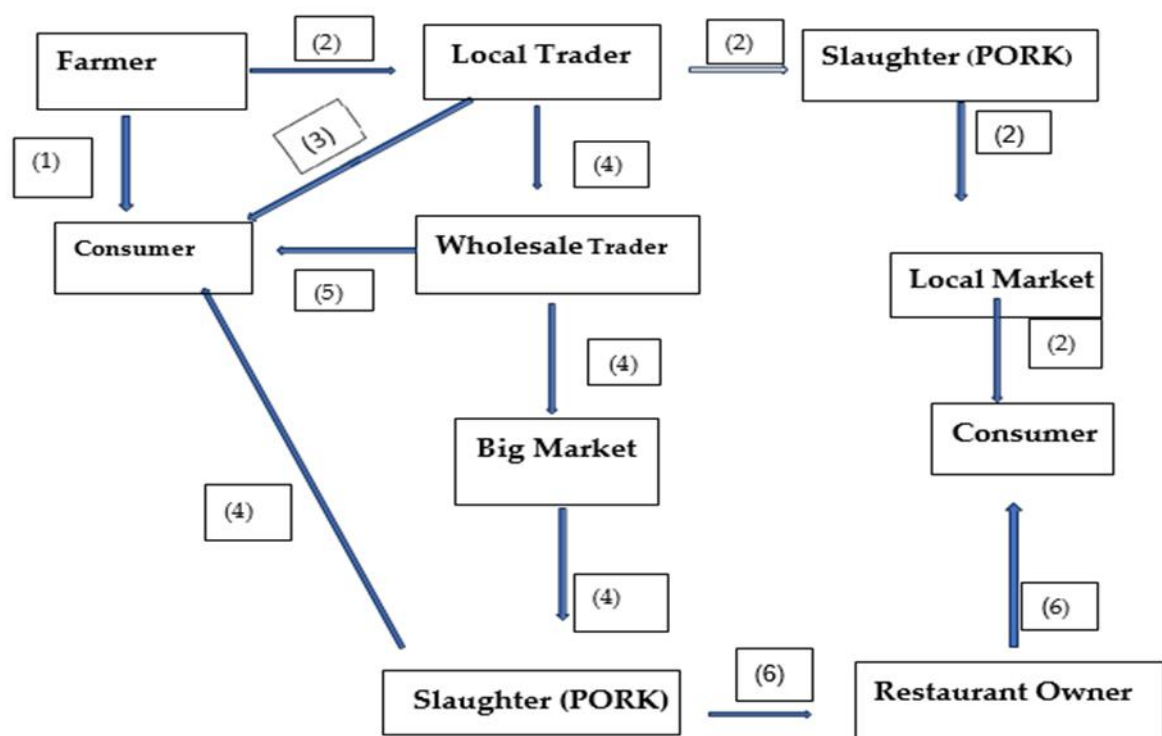 Farmer
(2)
Local Trader
(2)
Slaughter (PORK)
(1)
(3)
(4)
(2)
Consumer
(5)
Wholesale Trader
Local Market
(2)
(4)
Big Market
Consumer
(4)
(4)
(6)
Slaughter (PORK)
(6)
Restaurant Owner